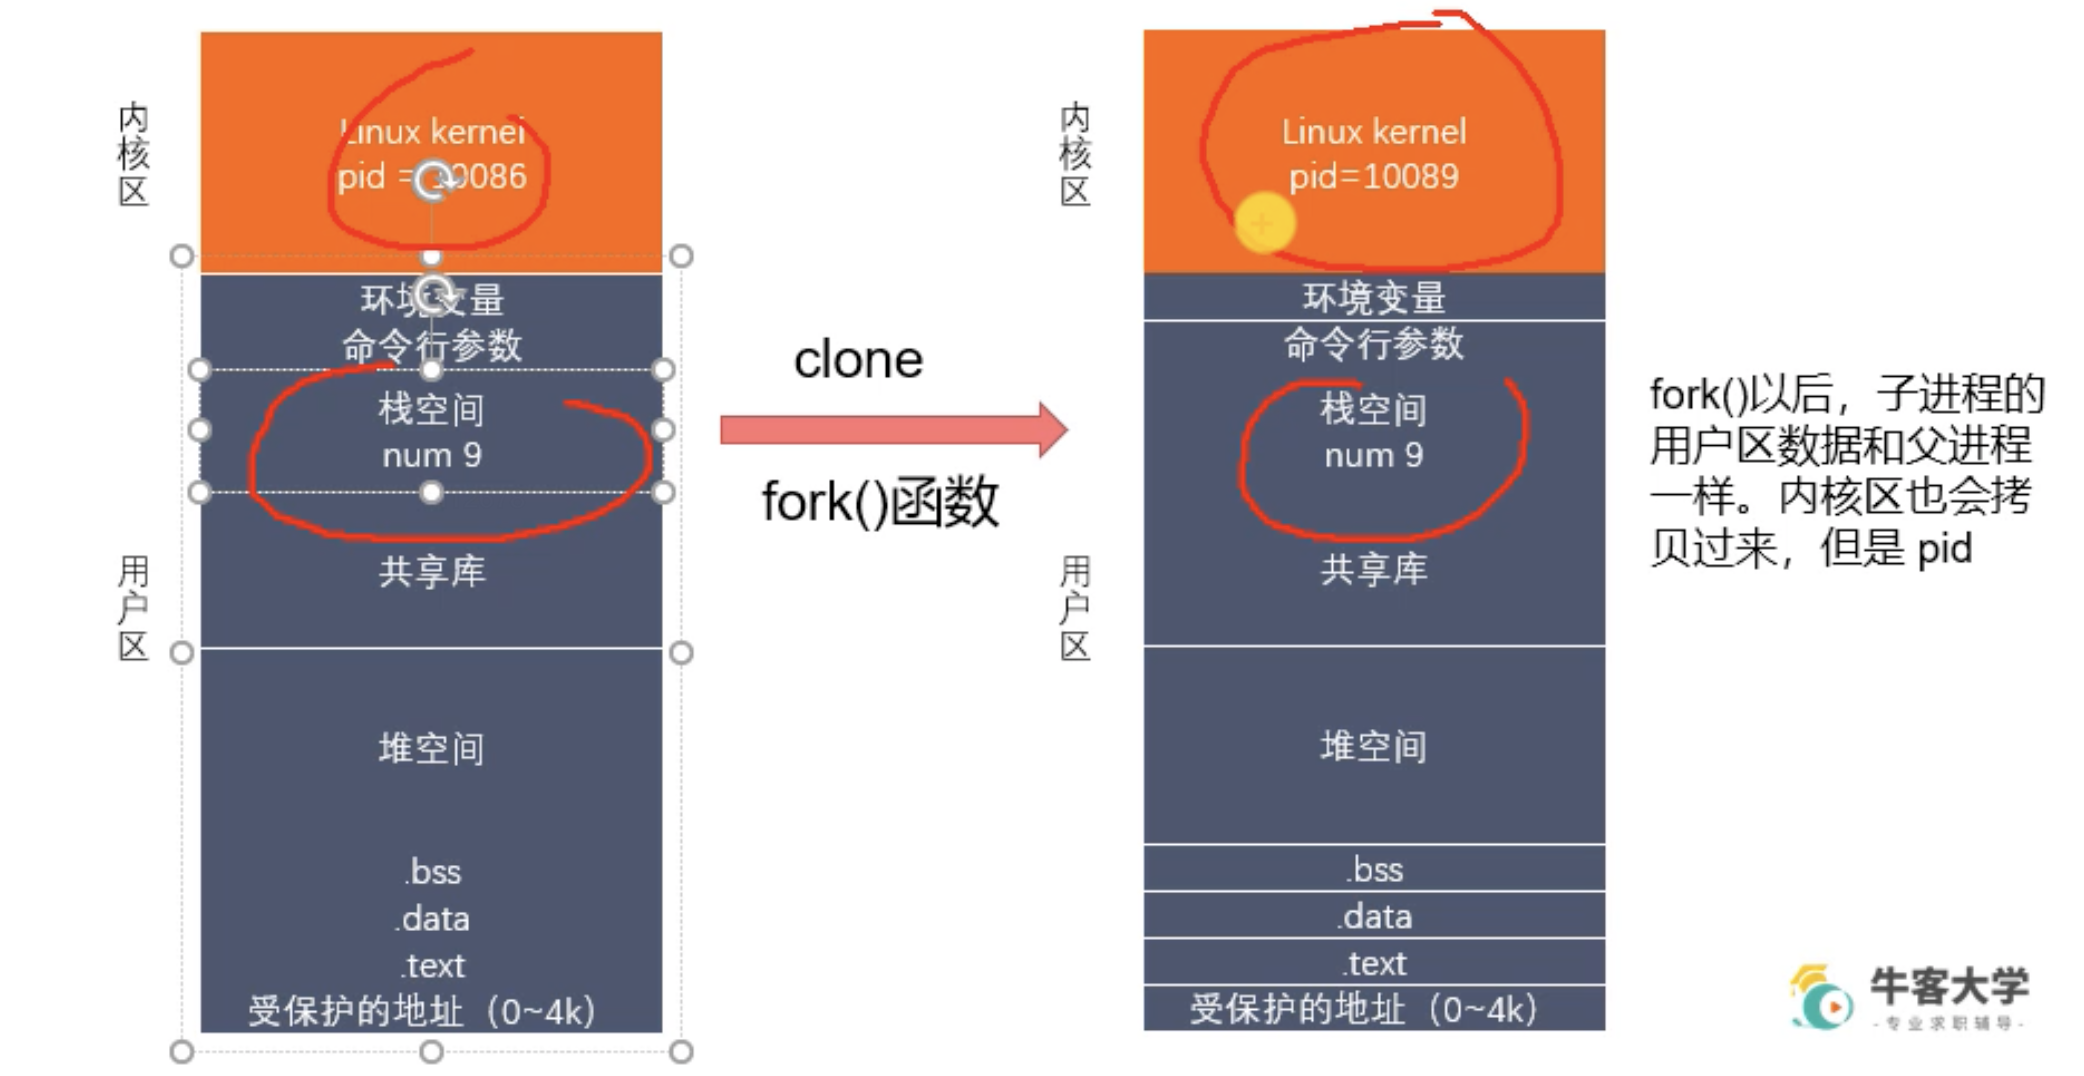 内核区
Linux kernel
pid = 10086
环境变量
命令行参数
栈空间
num 9
共享库
用户区
堆空间
.bss
.data
.text
受保护的地址（0~4k）
clone
fork()函数
内核区
Linux kernel
pid=10089
环境变量
命令行参数
栈空间
num 9
共享库
用户区
堆空间
.bss
.data
.text
受保护的地址（0~4k）
fork()以后，子进程的
用户区数据和父进程
一样。内核区也会拷
贝过来，但是 pid
牛客大学
-专业求职辅导-